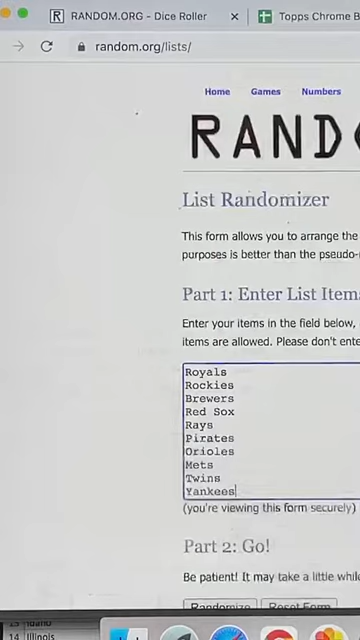 RANDOM.ORG - Dice Roller
Topps Chrome B
random.org/lists/
Home Games Numbers
RANDO
List Randomizer
This form allows you to arrange the
purposes is better than the pseudo-
Part 1: Enter List Item
Enter your items in the field below,
items are allowed. Please don't ente
Royals
Rockies
Brewers
Red Sox
Rays
Pirates
Orioles
Mets
Twins
Yankees
(you're viewing this form securely)
Part 2: Go!
Be patient! It may take a little while
Randomize Reset Form
13 Idaho
14 Illinois